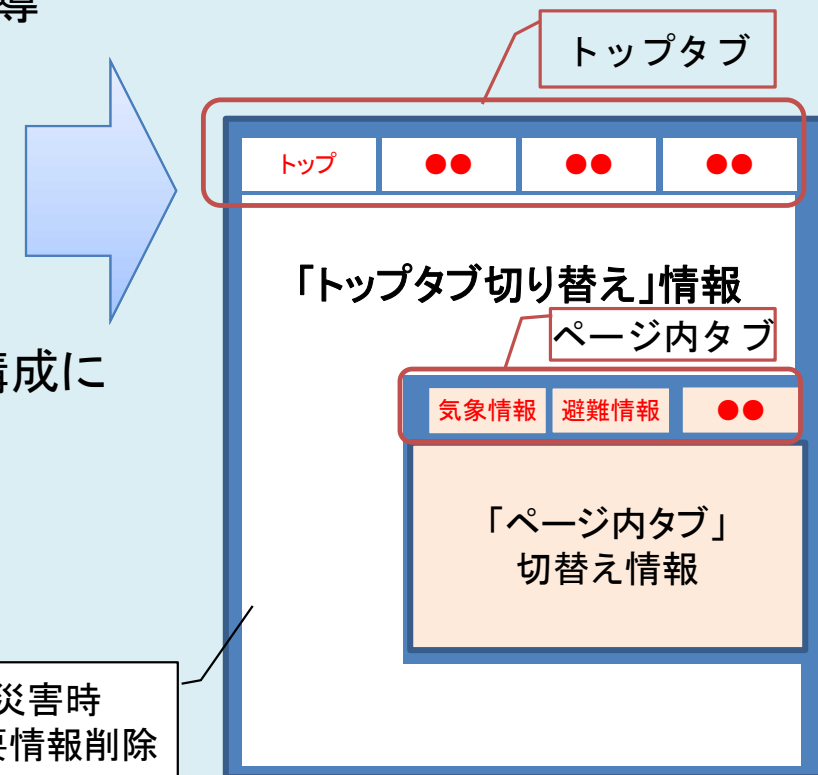 導
トップタブ
トップ ●● ●● ●●
「トップタブ切り替え」情報
ページ内タブ
構成に
気象情報 避難情報 ●●
「ページ内タブ」
切替え情報
災害時
要情報削除